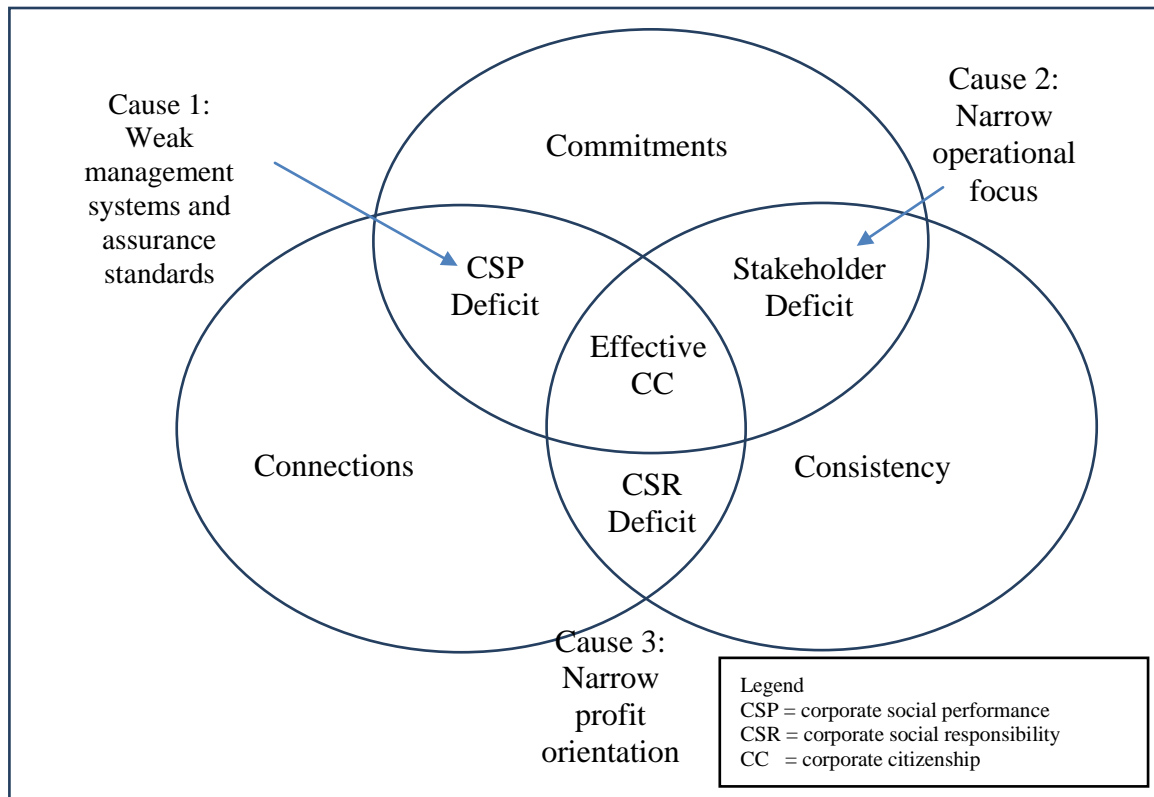 Cause 1:
Weak
management
systems and
assurance
standards
Commitments
Cause 2:
Narrow
operational
focus
CSP
Deficit
Stakeholder
Deficit
Effective
CC
Connections
CSR
Deficit
Consistency
Cause 3:
Narrow
profit
orientation
Legend
CSP = corporate social performance
CSR = corporate social responsibility
CC = corporate citizenship